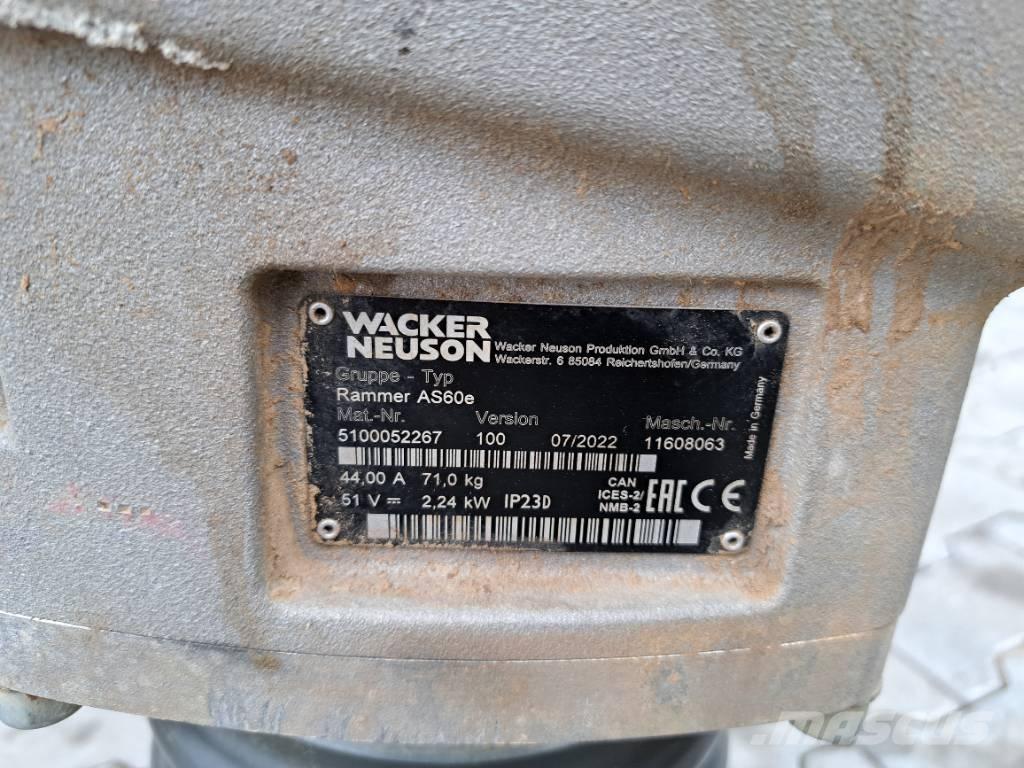 WACKER
NEUSON
Wacker Neuson Produktion GmbH & Co. KG
Wackerstr. 6 85084 Reichertshofen/Germany
Gruppe - Typ
Rammer AS60e
Mat.-Nr. Version Masch.-Nr.
5100052267 100 07/2022 11608063
44,00 A 71,0 kg
51 V ⎓ 2,24 kW IP23D
CAN
ICES-2/
NMB-2
EAC CE
Made in Germany
MASCUS